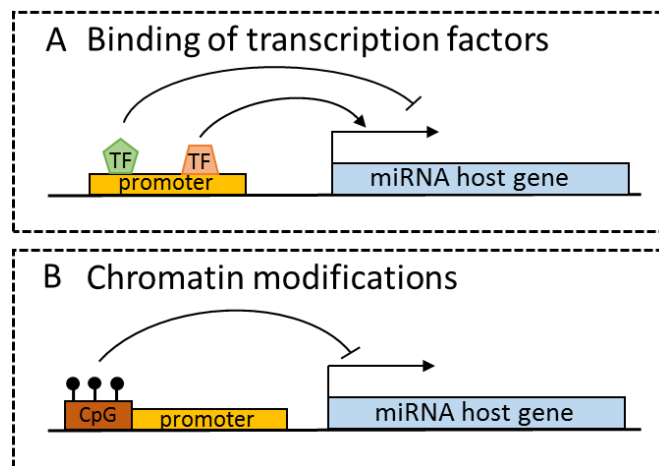 A Binding of transcription factors
TF TF
promoter
miRNA host gene
B Chromatin modifications
CpG
promoter
miRNA host gene